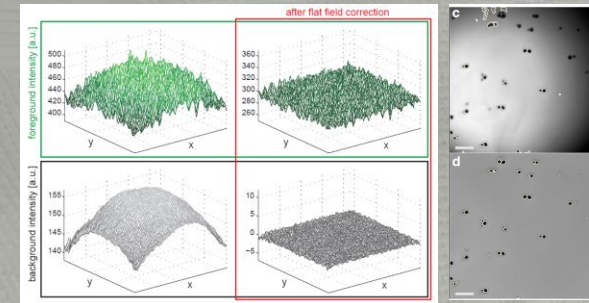 after flat field correction
foreground intensity [a.u.]
500
480
460
440
420
400
y
x
360
340
320
300
280
260
y
x
background intensity [a.u.]
155
150
145
140
y
x
10
5
0
−5
y
x
c
d